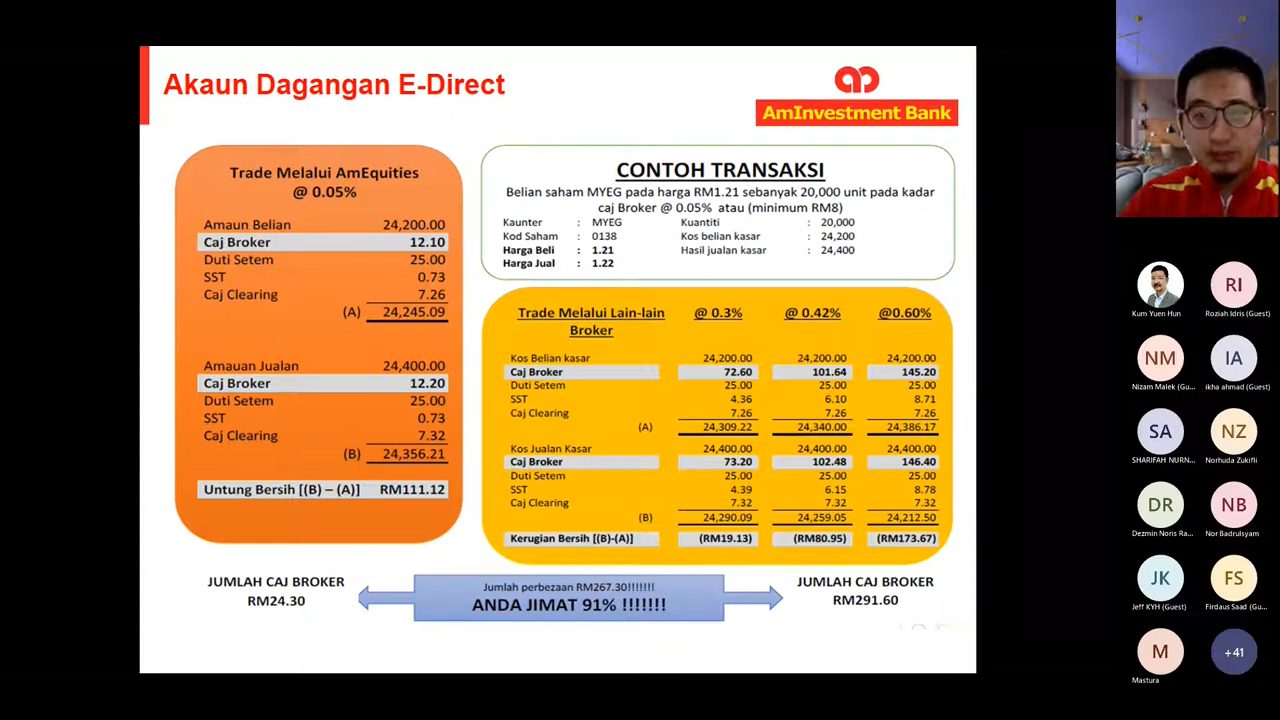 Akaun Dagangan E-Direct
AmInvestment Bank
Trade Melalui AmEquities
@ 0.05%
Amaun Belian 24,200.00
Caj Broker 12.10
Duti Setem 25.00
SST 0.73
Caj Clearing 7.26
(A) 24,245.09
Amauan Jualan 24,400.00
Caj Broker 12.20
Duti Setem 25.00
SST 0.73
Caj Clearing 7.32
(B) 24,356.21
Untung Bersih [(B) – (A)] RM111.12
CONTOH TRANSAKSI
Belian saham MYEG pada harga RM1.21 sebanyak 20,000 unit pada kadar
caj Broker @ 0.05% atau (minimum RM8)
Kaunter : MYEG Kuantiti : 20,000
Kod Saham : 0138 Kos belian kasar : 24,200
Harga Beli : 1.21 Hasil jualan kasar : 24,400
Harga Jual : 1.22
Trade Melalui Lain-lain @ 0.3% @ 0.42% @0.60%
Broker
Kos Belian kasar 24,200.00 24,200.00 24,200.00
Caj Broker 72.60 101.64 145.20
Duti Setem 25.00 25.00 25.00
SST 4.36 6.10 8.71
Caj Clearing 7.26 7.26 7.26
(A) 24,309.22 24,340.00 24,386.17
Kos Jualan Kasar 24,400.00 24,400.00 24,400.00
Caj Broker 73.20 102.48 146.40
Duti Setem 25.00 25.00 25.00
SST 4.39 6.15 8.78
Caj Clearing 7.32 7.32 7.32
(B) 24,290.09 24,259.05 24,212.50
Kerugian Bersih [(B)-(A)] (RM19.13) (RM80.95) (RM173.67)
JUMLAH CAJ BROKER
RM24.30
Jumlah perbezaan RM267.30!!!!!!!
ANDA JIMAT 91% !!!!!!!
JUMLAH CAJ BROKER
RM291.60
RI
Kum Yuen Hun Roziah Idris (Guest)
NM IA
Nizam Malek (Gu... ikha ahmad (Guest)
SA NZ
SHARIFAH NURN... Norhuda Zukifli
DR NB
Dezmin Noris Ra... Nor Badrulsyam
JK FS
Jeff KYH (Guest) Firdaus Saad (Gu...
M +41
Mastura